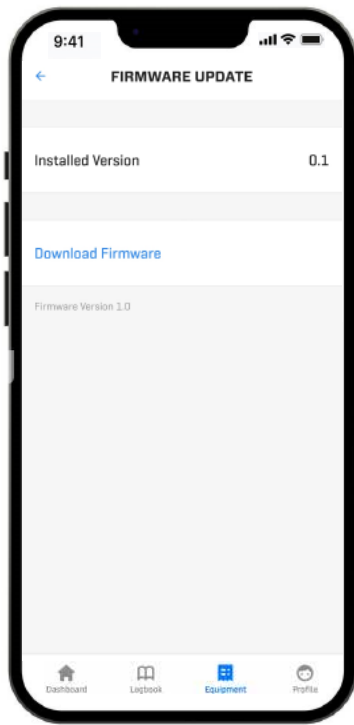 9:41
FIRMWARE UPDATE
Installed Version 0.1
Download Firmware
Firmware Version 1.0
Dashboard Logbook Equipment Profile